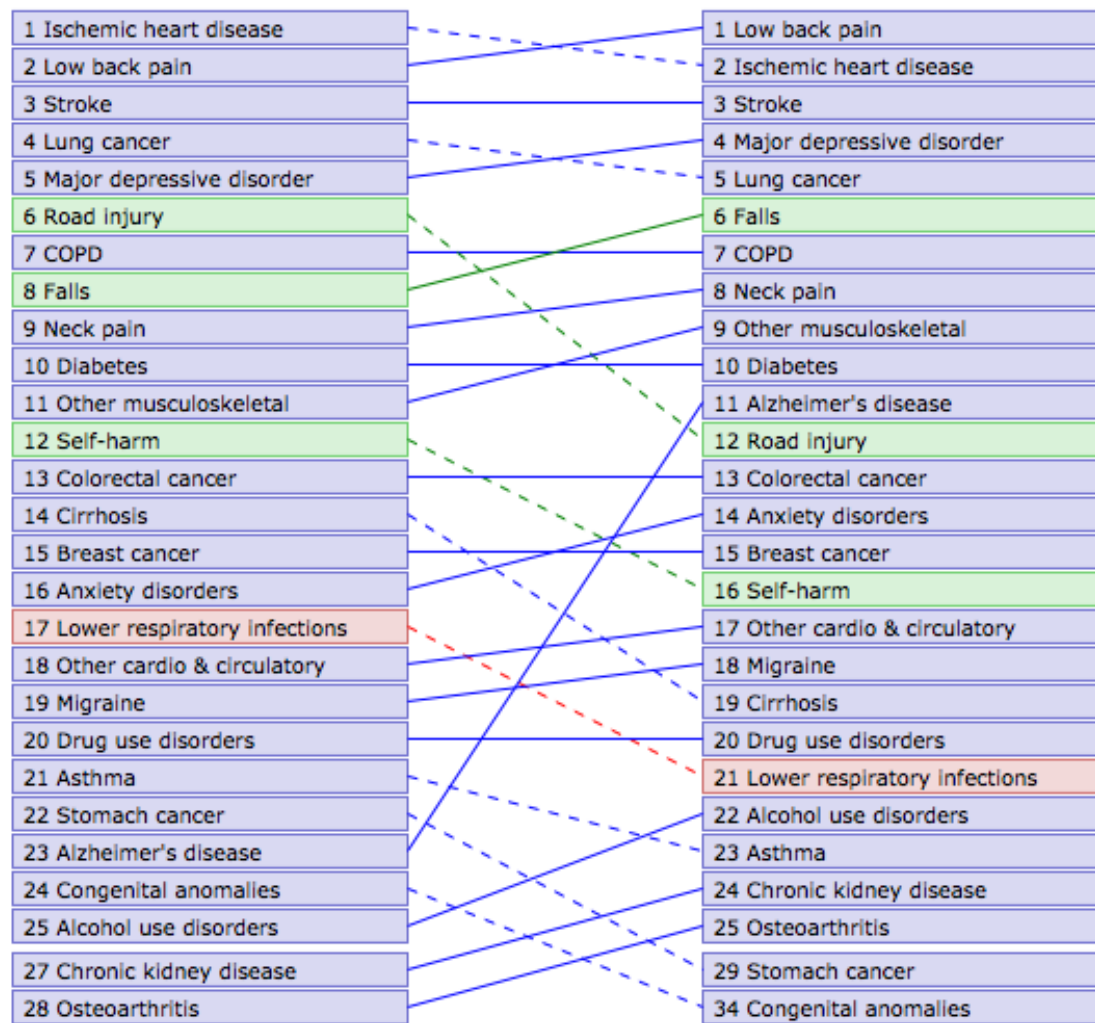 1 Ischemic heart disease
2 Low back pain
3 Stroke
4 Lung cancer
5 Major depressive disorder
6 Road injury
7 COPD
8 Falls
9 Neck pain
10 Diabetes
11 Other musculoskeletal
12 Self-harm
13 Colorectal cancer
14 Cirrhosis
15 Breast cancer
16 Anxiety disorders
17 Lower respiratory infections
18 Other cardio & circulatory
19 Migraine
20 Drug use disorders
21 Asthma
22 Stomach cancer
23 Alzheimer's disease
24 Congenital anomalies
25 Alcohol use disorders
27 Chronic kidney disease
28 Osteoarthritis
1 Low back pain
2 Ischemic heart disease
3 Stroke
4 Major depressive disorder
5 Lung cancer
6 Falls
7 COPD
8 Neck pain
9 Other musculoskeletal
10 Diabetes
11 Alzheimer's disease
12 Road injury
13 Colorectal cancer
14 Anxiety disorders
15 Breast cancer
16 Self-harm
17 Other cardio & circulatory
18 Migraine
19 Cirrhosis
20 Drug use disorders
21 Lower respiratory infections
22 Alcohol use disorders
23 Asthma
24 Chronic kidney disease
25 Osteoarthritis
29 Stomach cancer
34 Congenital anomalies